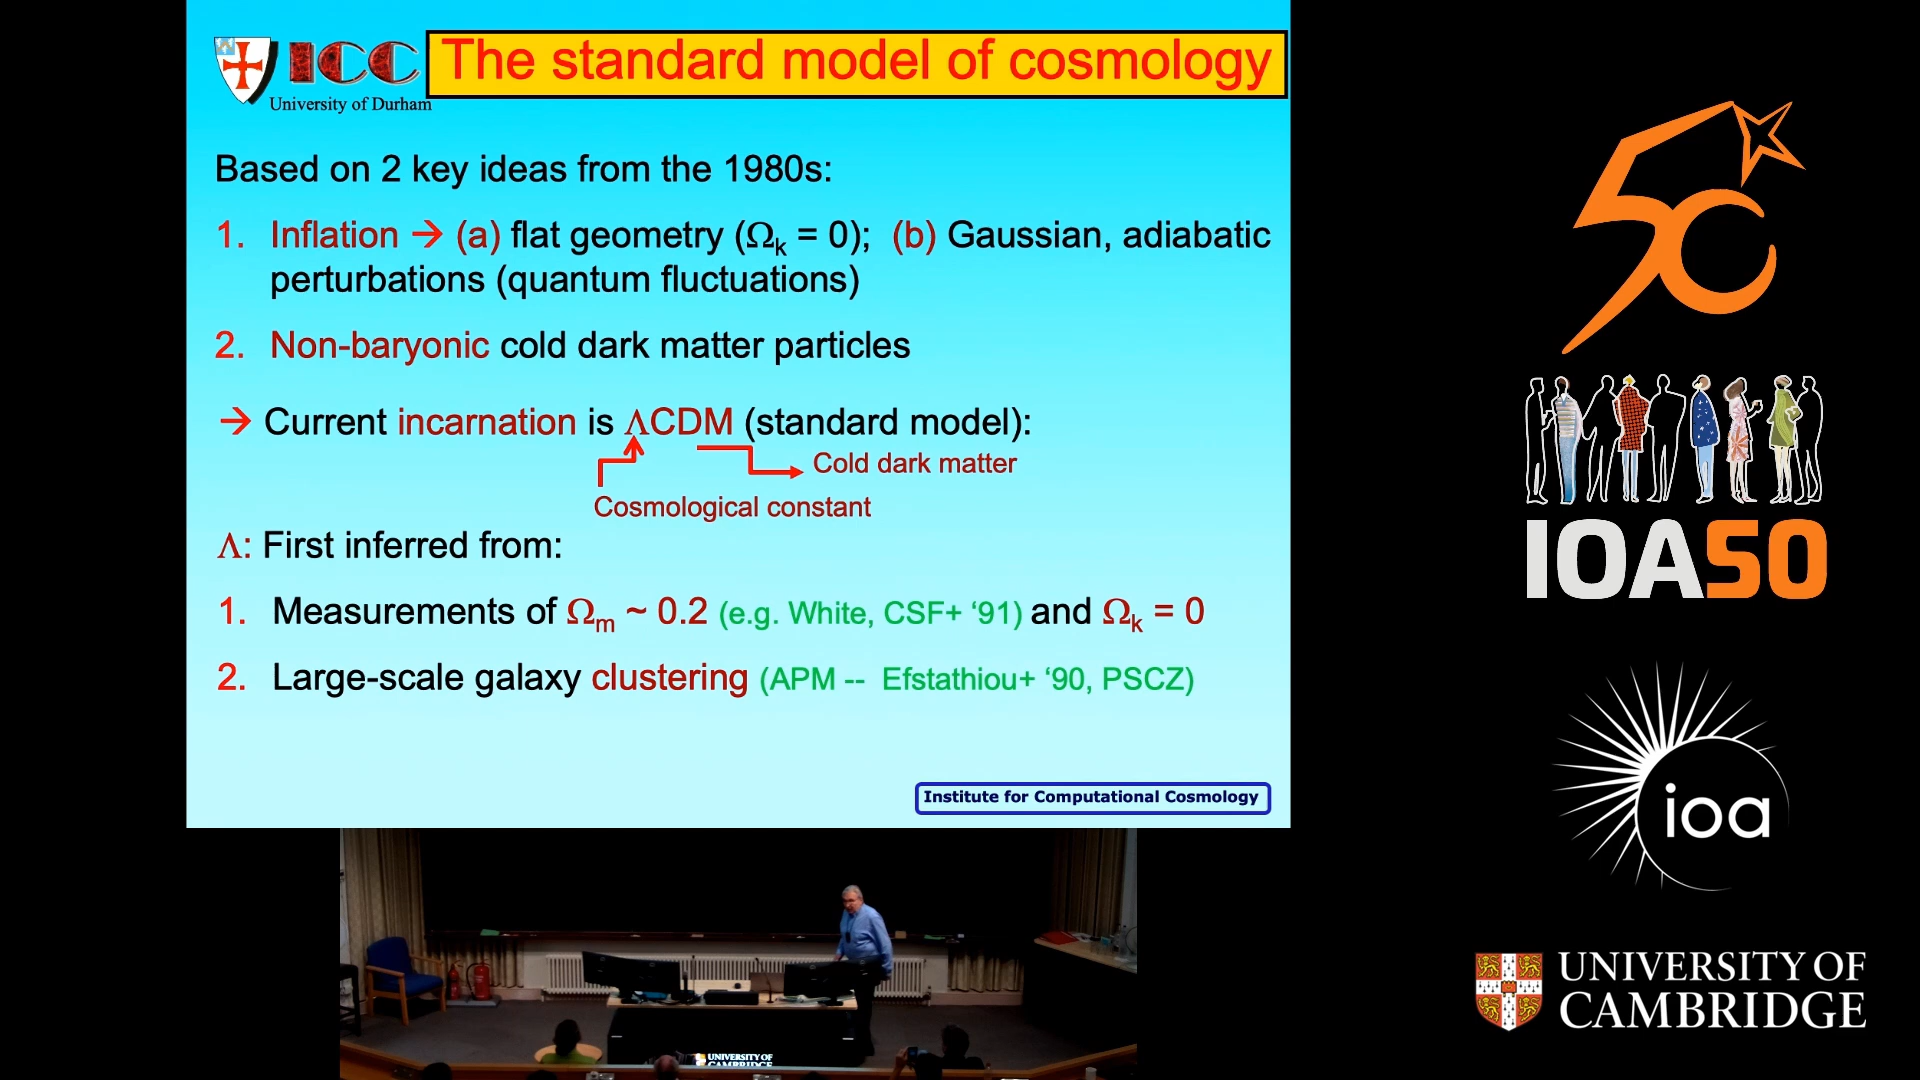 ICC
University of Durham
The standard model of cosmology
Based on 2 key ideas from the 1980s:
1. Inflation → (a) flat geometry (Ωk = 0); (b) Gaussian, adiabatic
perturbations (quantum fluctuations)
2. Non-baryonic cold dark matter particles
→ Current incarnation is ΛCDM (standard model):
Cold dark matter
Cosmological constant
Λ: First inferred from:
1. Measurements of Ωm ~ 0.2 (e.g. White, CSF+ ‘91) and Ωk = 0
2. Large-scale galaxy clustering (APM -- Efstathiou+ ‘90, PSCZ)
Institute for Computational Cosmology
UNIVERSITY OF
CAMBRIDGE
50
IOA50
ioa
UNIVERSITY OF
CAMBRIDGE